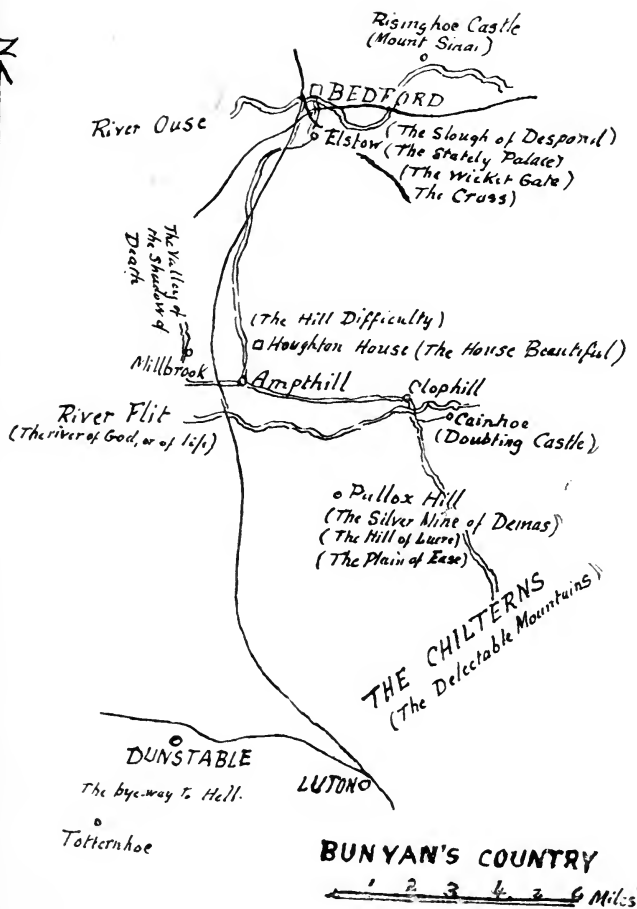 N
Risinghoe Castle
(Mount Sinai)
BEDFORD
River Ouse
Elstow
(The Slough of Despond)
(The Stately Palace)
(The Wicket Gate)
The Cross)
The Valley of
the Shadow of
Death
(The Hill Difficulty)
Houghton House (The House Beautiful)
Millbrook
Ampthill
Clophill
River Flit
(The river of God, or of life)
Cainhoe
(Doubting Castle)
Pullox Hill
(The Silver Mine of Demas)
(The Hill of Lucre)
(The Plain of Ease)
THE CHILTERNS
(The Delectable Mountains)
DUNSTABLE
The bye-way to Hell.
LUTON
Totternhoe
BUNYAN'S COUNTRY
1 2 3 4 5 6 Miles